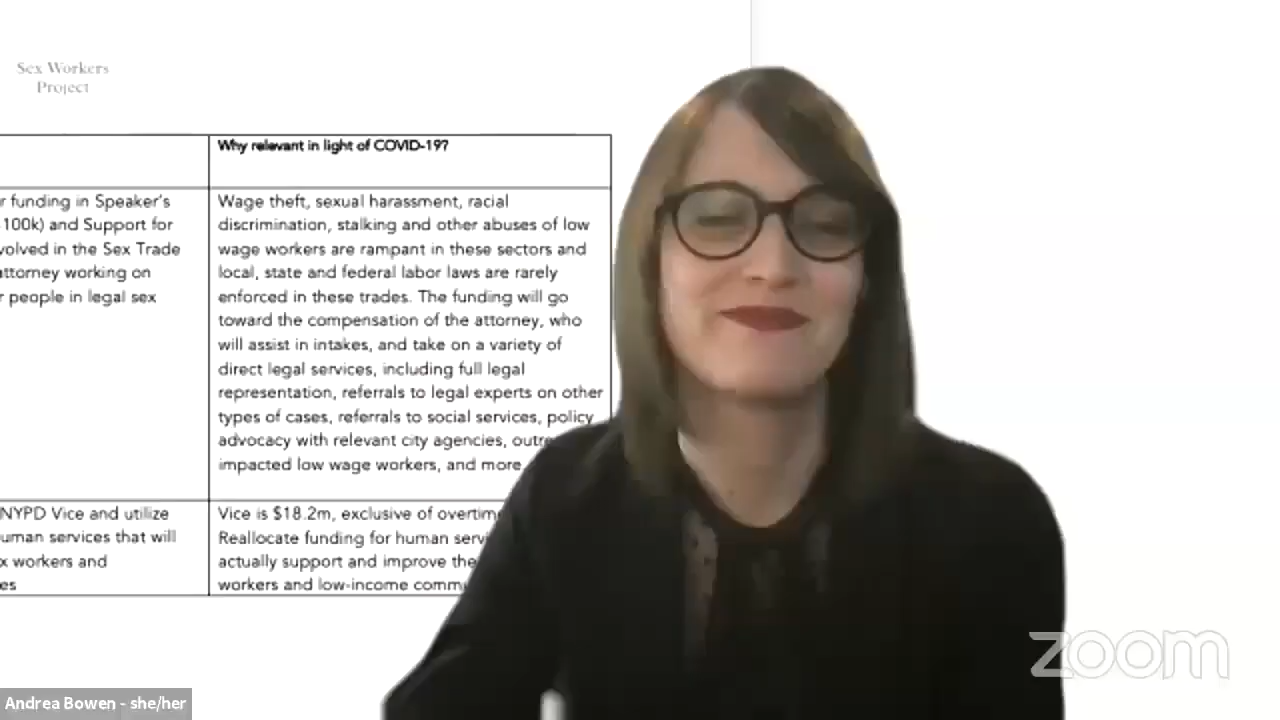 Sex Workers
Project
Why relevant in light of COVID-19?
r funding in Speaker's
100k) and Support for
volved in the Sex Trade
attorney working on
r people in legal sex
Wage theft, sexual harassment, racial
discrimination, stalking and other abuses of low
wage workers are rampant in these sectors and
local, state and federal labor laws are rarely
enforced in these trades. The funding will go
toward the compensation of the attorney, who
will assist in intakes, and take on a variety of
direct legal services, including full legal
representation, referrals to legal experts on other
types of cases, referrals to social services, policy
advocacy with relevant city agencies, outre
impacted low wage workers, and more
NYPD Vice and utilize
uman services that will
x workers and
es
Vice is $18.2m, exclusive of overtim
Reallocate funding for human servi
actually support and improve the
workers and low-income comm
zoom
Andrea Bowen - she/her